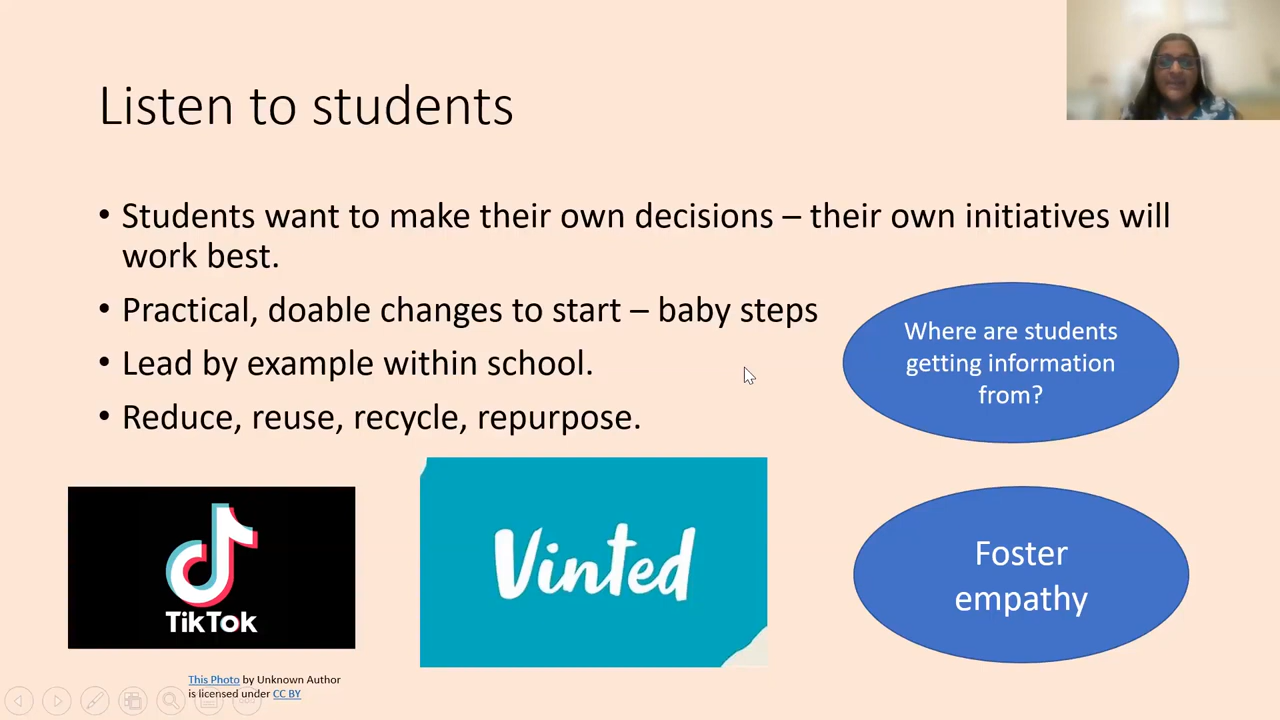 Listen to students
• Students want to make their own decisions – their own initiatives will
work best.
• Practical, doable changes to start – baby steps
• Lead by example within school.
• Reduce, reuse, recycle, repurpose.
Where are students
getting information
from?
TikTok
Vinted
Foster
empathy
This Photo by Unknown Author
is licensed under CC BY